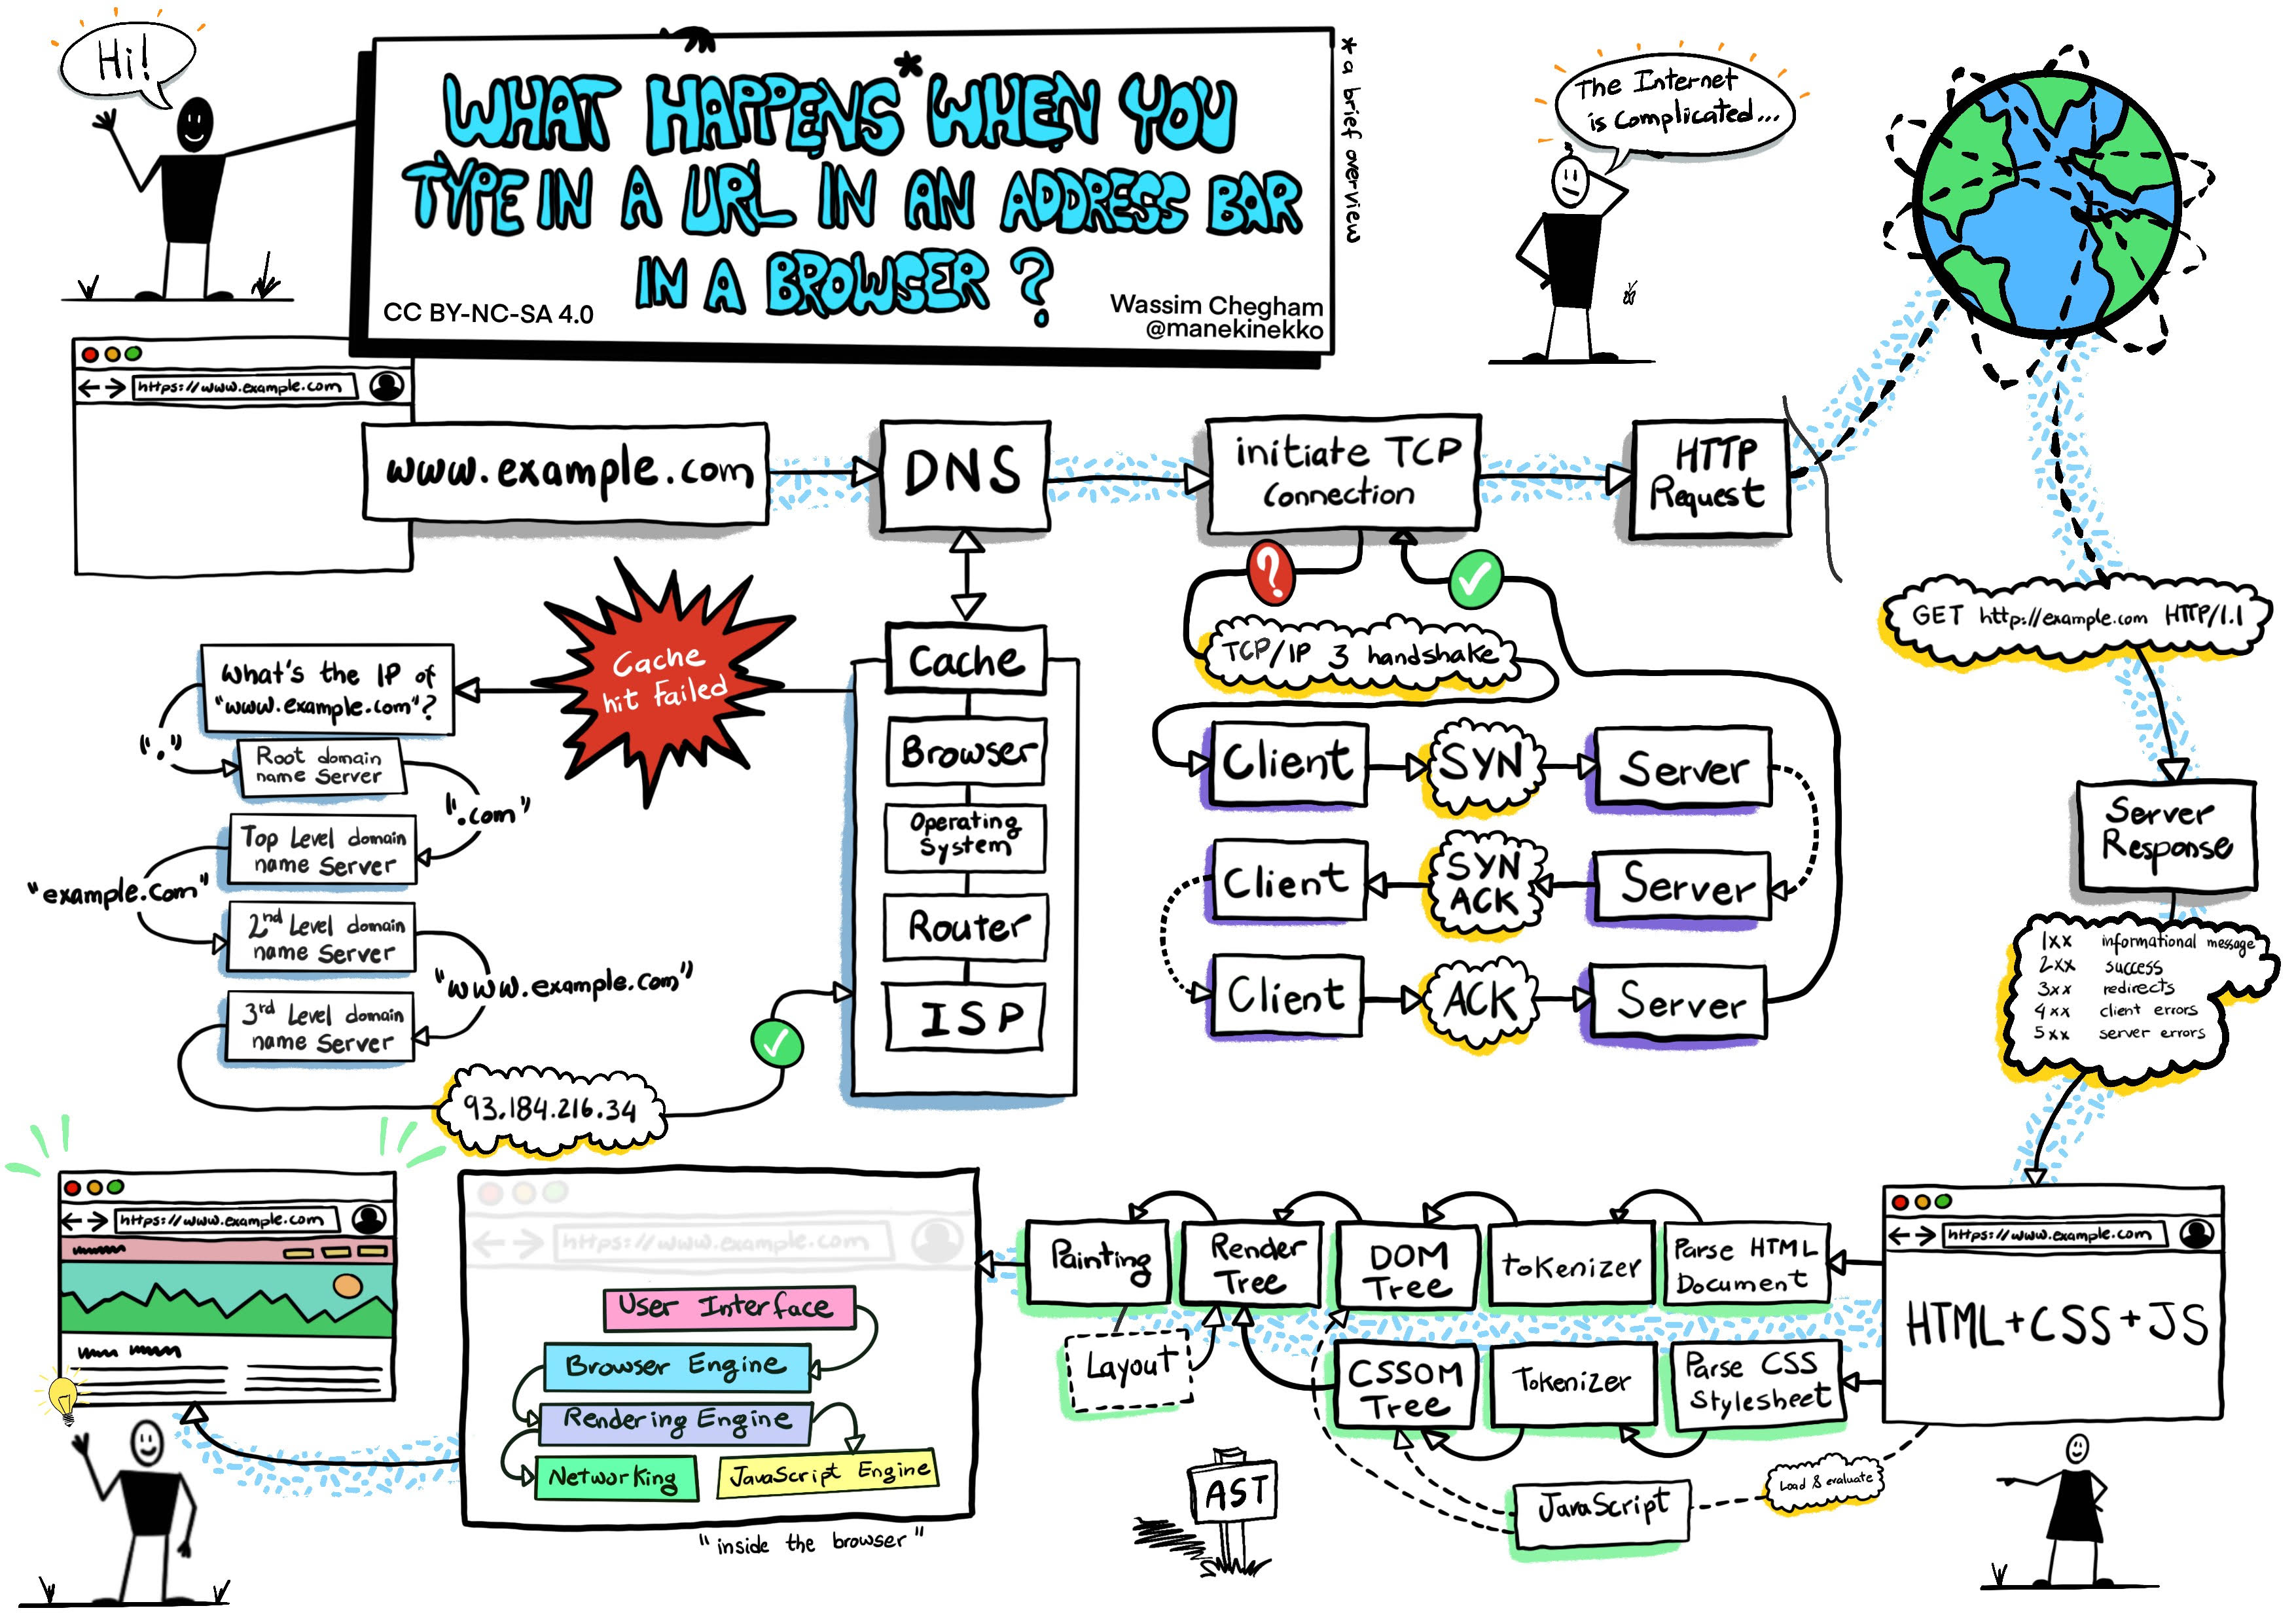 Hi!
WHAT HAPPENS* WHEN YOU
TYPE IN A URL IN AN ADDRESS BAR
IN A BROWSER ?
CC BY-NC-SA 4.0
Wassim Chegham
@manekinekko
*a brief overview
The Internet
is complicated...
https://www.example.com
www.example.com
DNS
initiate TCP
Connection
HTTP
Request
Cache
hit Failed
What's the IP of
"www.example.com"?
"."
Root domain
name Server
".com"
Top Level domain
name Server
"example.com"
2nd Level domain
name Server
"www.example.com"
3rd Level domain
name Server
93.184.216.34
Cache
Browser
Operating
System
Router
ISP
?
TCP/IP 3 handshake
Client
SYN
Server
Client
SYN
ACK
Server
Client
ACK
Server
GET http://example.com HTTP/1.1
Server
Response
1xx informational message
2xx success
3xx redirects
4xx client errors
5xx server errors
https://www.example.com
HTML+CSS+JS
Parse HTML
Document
tokenizer
DOM
Tree
Render
Tree
Painting
Layout
Parse CSS
Stylesheet
Tokenizer
CSSOM
Tree
Load & evaluate
JavaScript
AST
https://www.example.com
User Interface
Browser Engine
Rendering Engine
Networking
JavaScript Engine
"inside the browser"
https://www.example.com